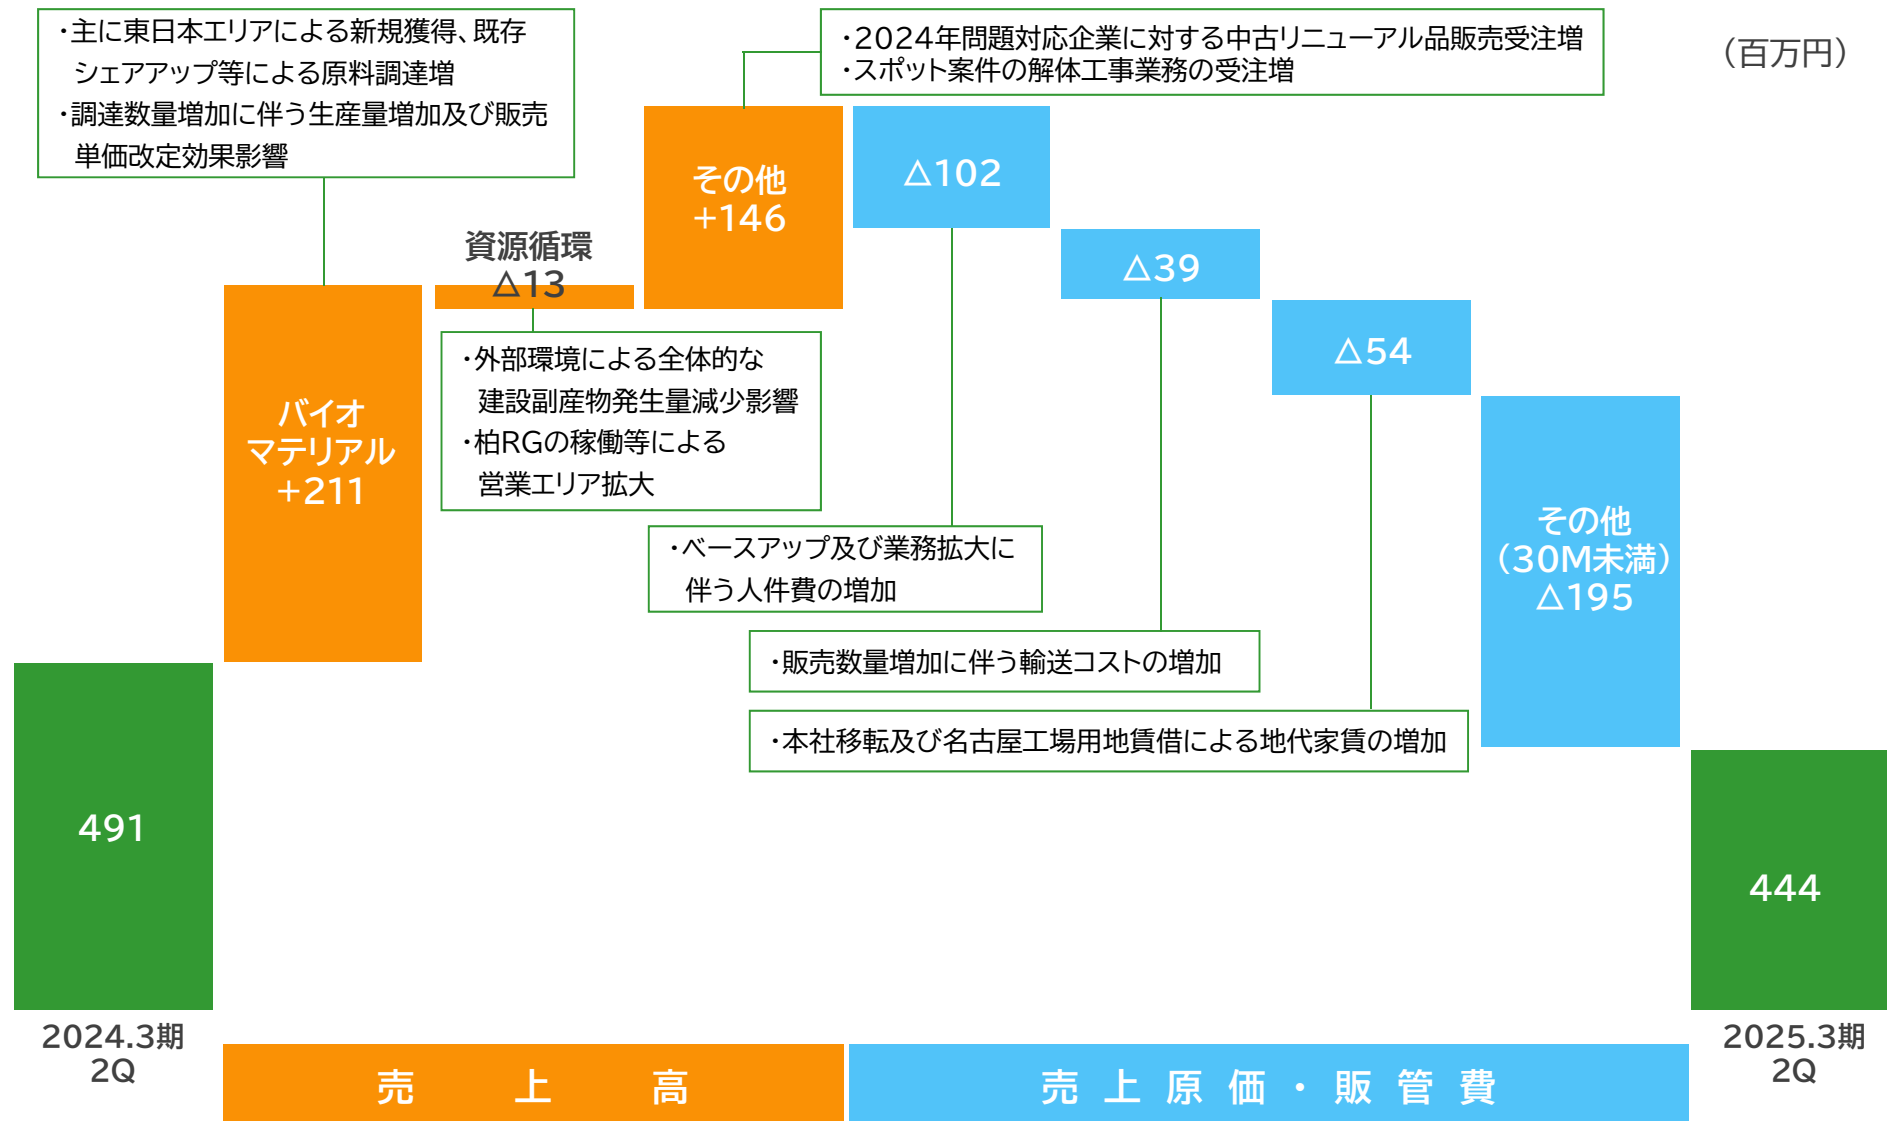 ・主に東日本エリアによる新規獲得、既存
シェアアップ等による原料調達増
・調達数量増加に伴う生産量増加及び販売
単価改定効果影響
・2024年問題対応企業に対する中古リニューアル品販売受注増
・スポット案件の解体工事業務の受注増
（百万円）
バイオ
マテリアル
+211
資源循環
△13
・外部環境による全体的な
建設副産物発生量減少影響
・柏RGの稼働等による
営業エリア拡大
その他
+146
△102
・ベースアップ及び業務拡大に
伴う人件費の増加
△39
・販売数量増加に伴う輸送コストの増加
△54
・本社移転及び名古屋工場用地賃借による地代家賃の増加
その他
（30M未満）
△195
491
444
2024.3期
2Q
売上高
売上原価・販管費
2025.3期
2Q